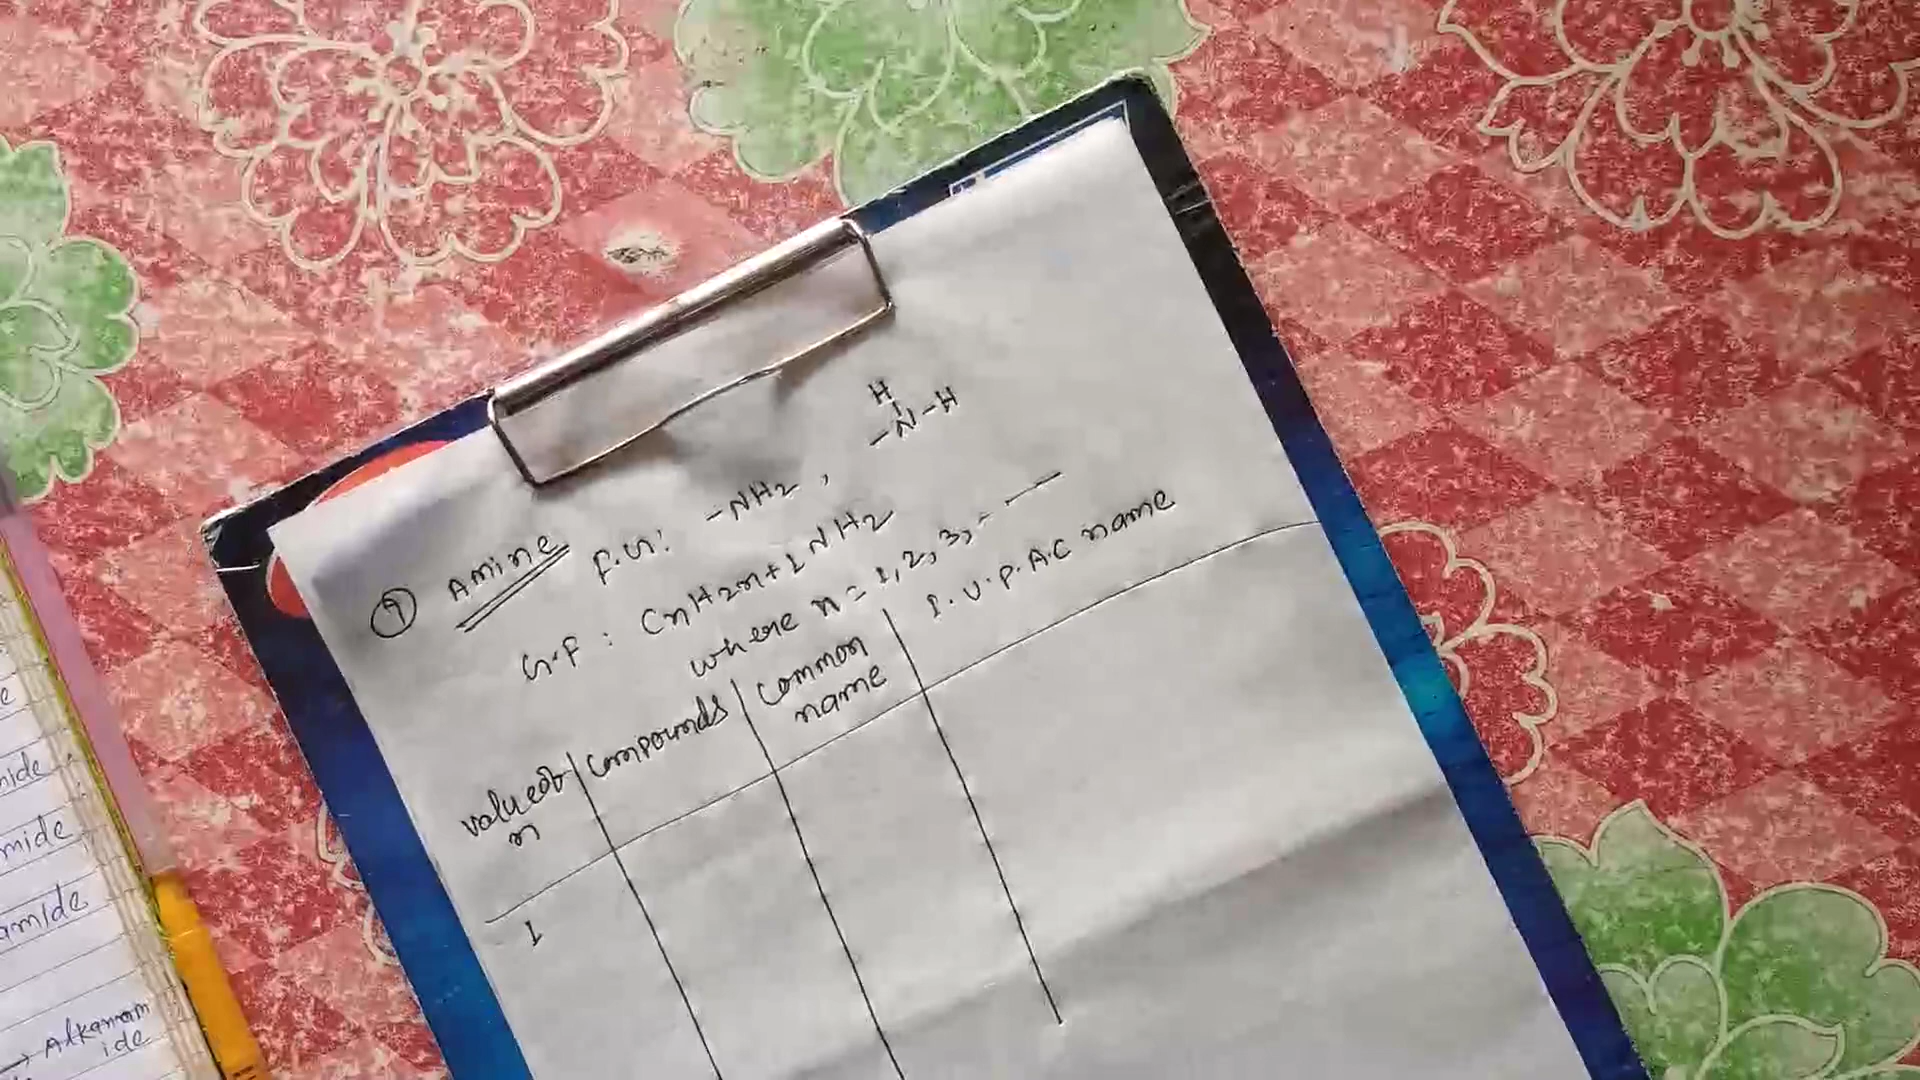 9 Amine
F.G: -NH2,
H
-N-H
G.F: CnH2n+1NH2
where n = 1, 2, 3, - —
value of n
compounds
common name
I.U.P.A.C name
1
e
mide
mide
amide
→ Alkanam
ide